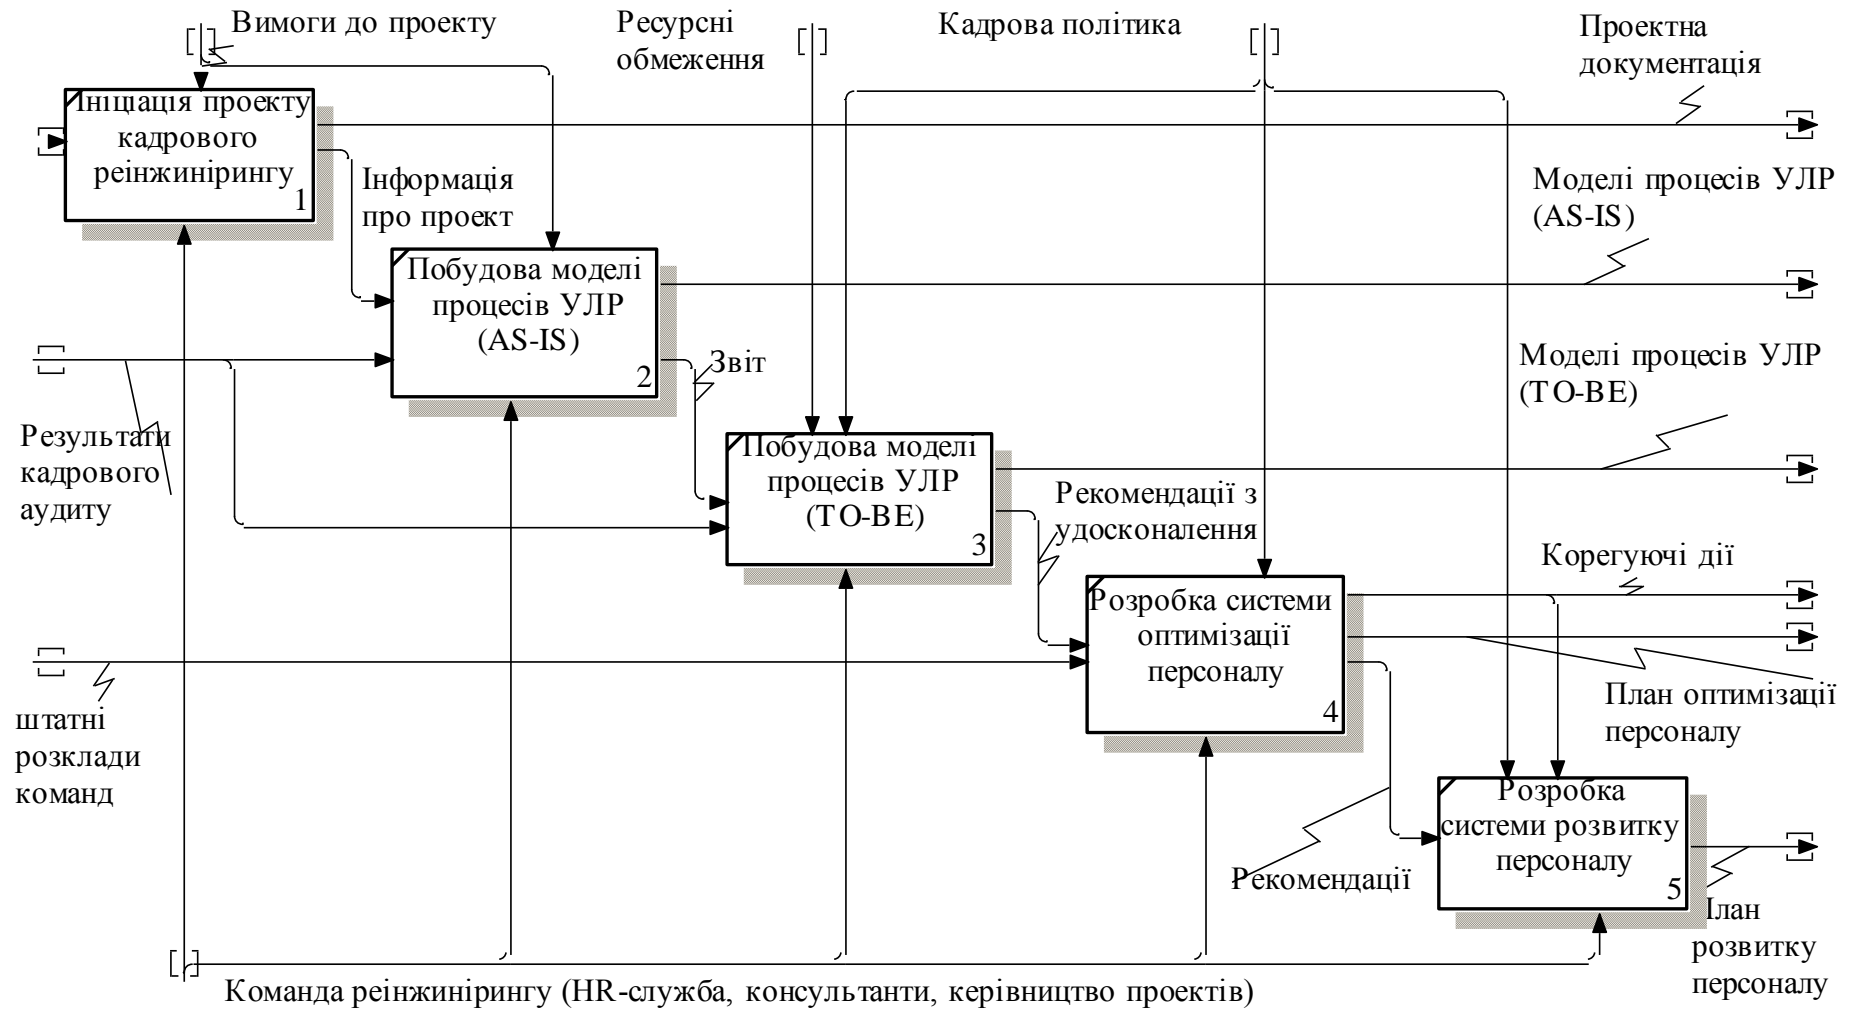 Вимоги до проекту
Ресурсні
обмеження
Кадрова політика
Проектна
документація
Ініціація проекту
кадрового
реінжинірингу
1
Інформація
про проект
Моделі процесів УЛР
(AS-IS)
Побудова моделі
процесів УЛР
(AS-IS)
2
Звіт
Моделі процесів УЛР
(TO-BE)
Результати
кадрового
аудиту
Побудова моделі
процесів УЛР
(TO-BE)
3
Рекомендації з
удосконалення
Корегуючі дії
Розробка системи
оптимізації
персоналу
4
План оптимізації
персоналу
штатні
розклади
команд
Розробка
системи розвитку
персоналу
5
Рекомендації
План
розвитку
персоналу
Команда реінжинірингу (HR-служба, консультанти, керівництво проектів)